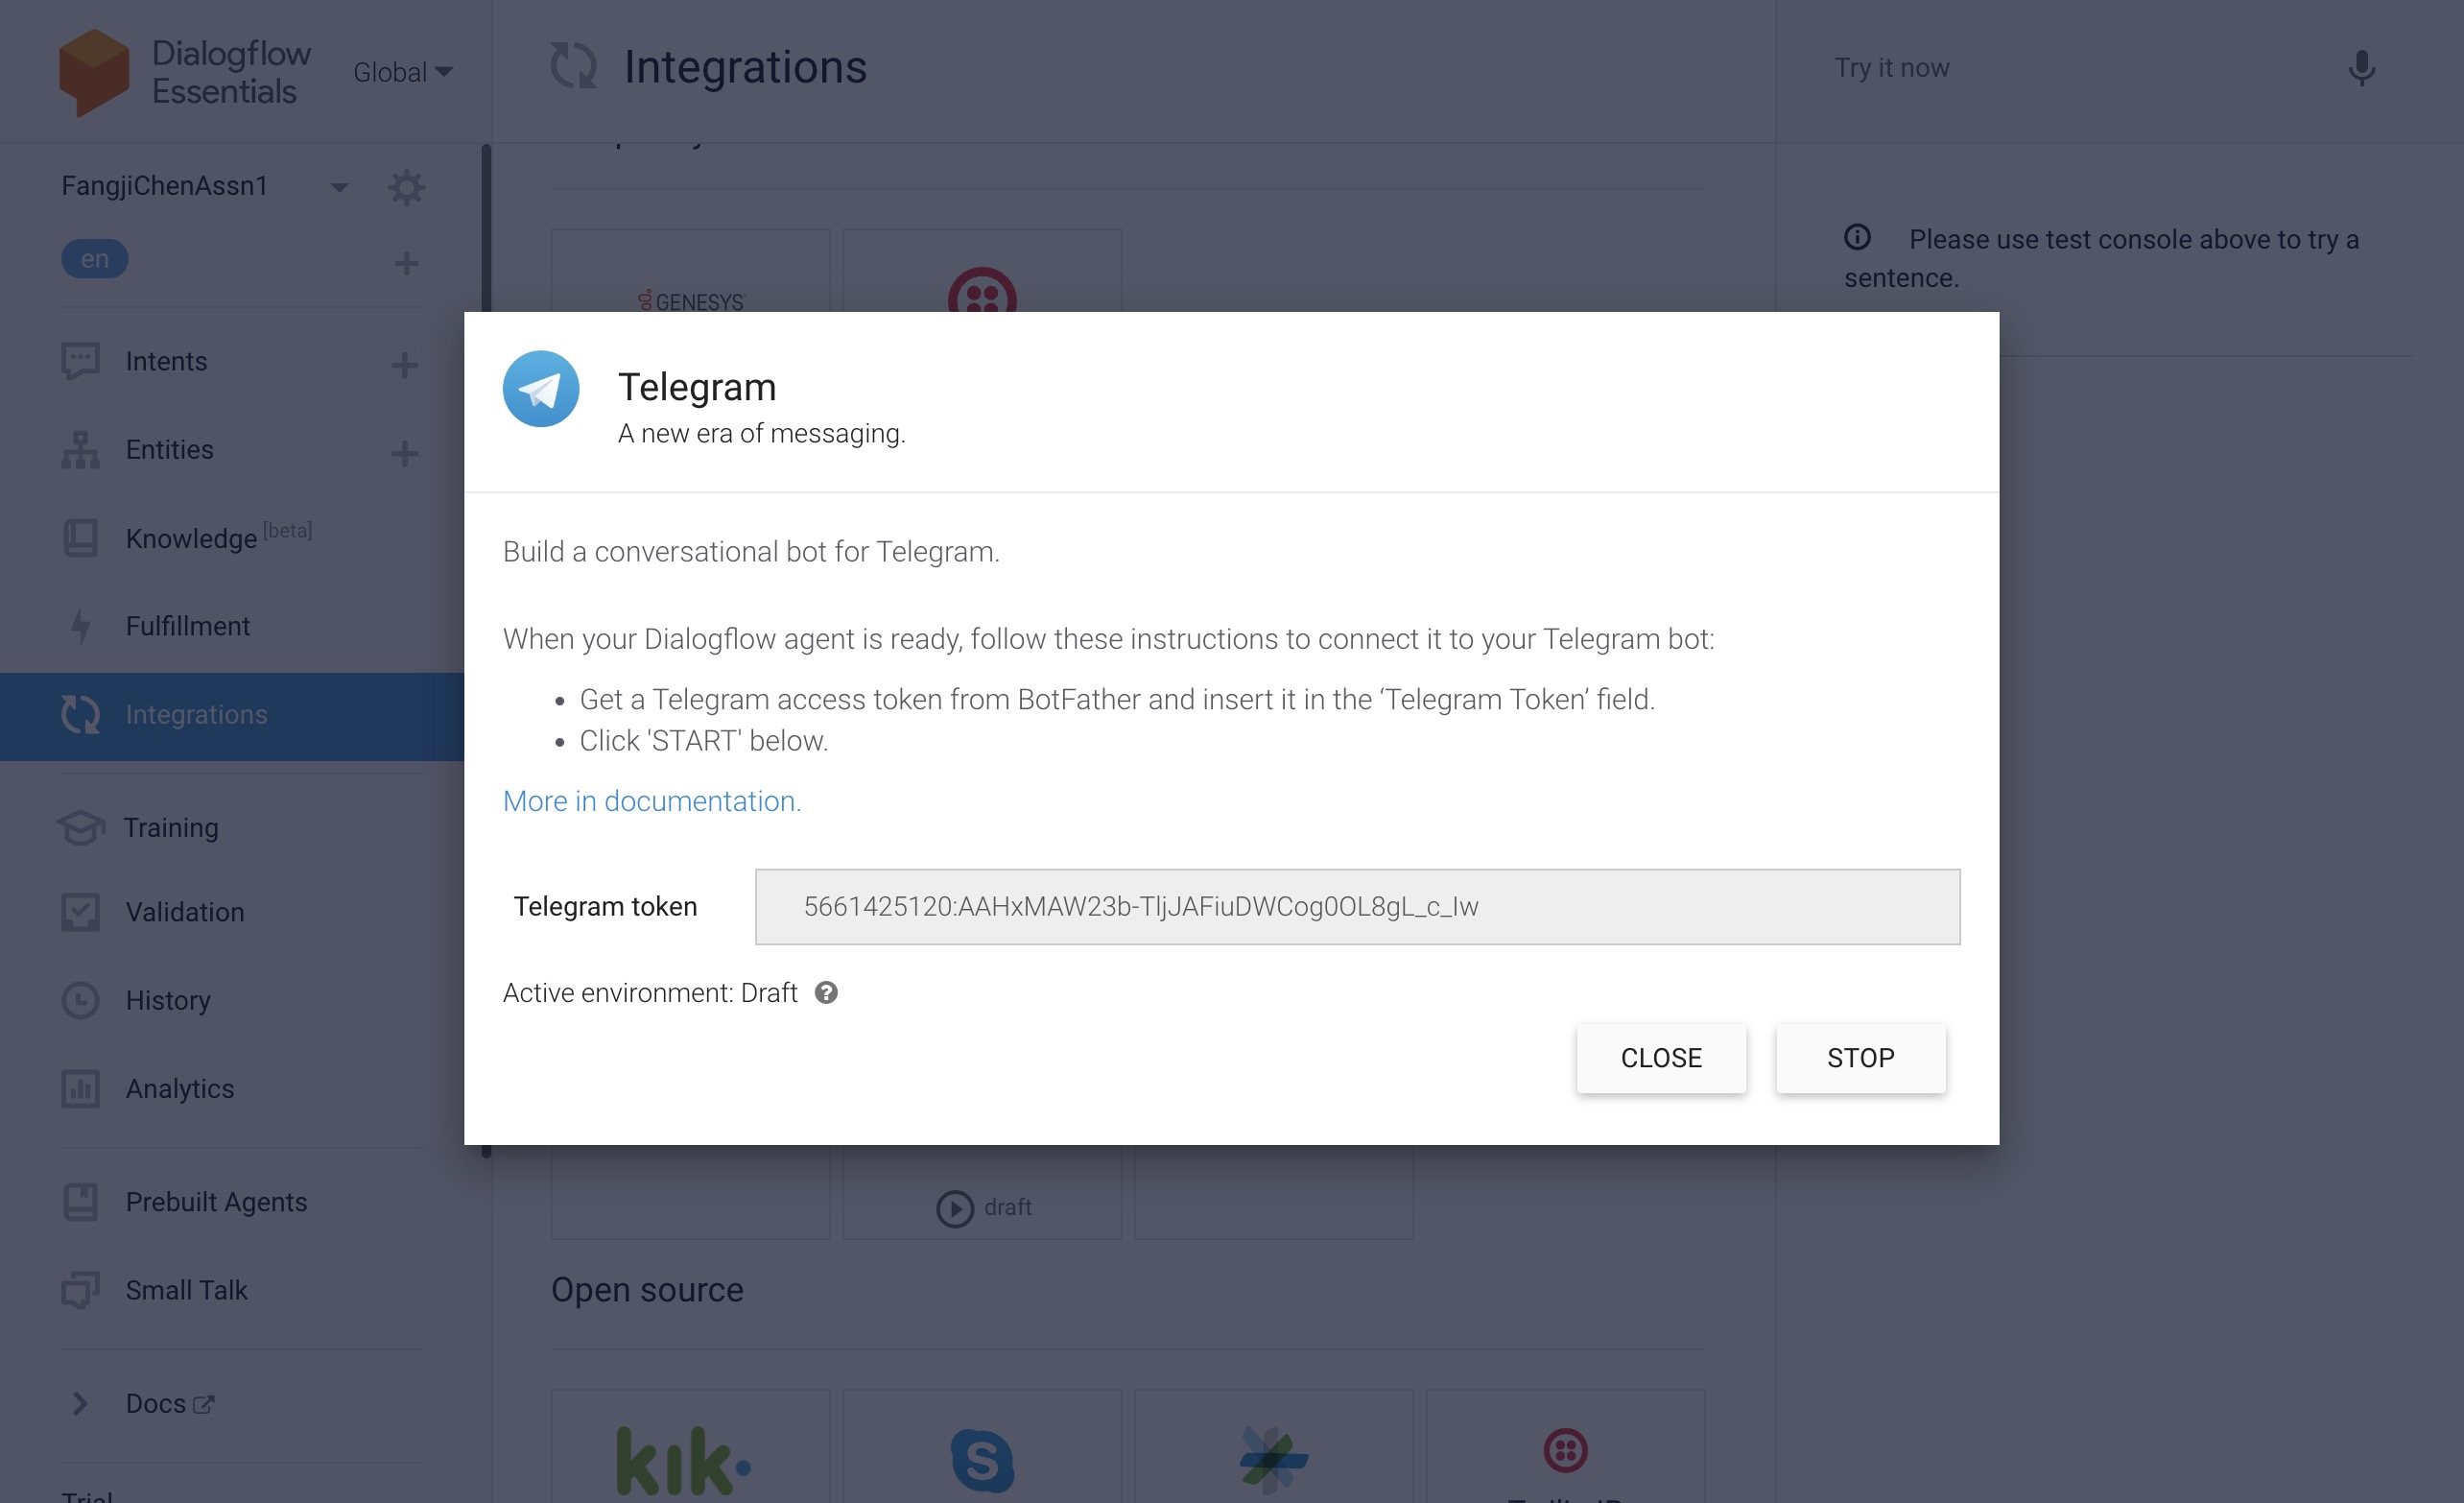 Dialogflow
Essentials
Global
Integrations
Try it now
FangjiChenAssn1
en
Please use test console above to try a
sentence.
GENESYS
Intents
Entities
Knowledge [beta]
Fulfillment
Integrations
Training
Validation
History
Analytics
Prebuilt Agents
Small Talk
Docs
Trial
Telegram
A new era of messaging.
Build a conversational bot for Telegram.
When your Dialogflow agent is ready, follow these instructions to connect it to your Telegram bot:
• Get a Telegram access token from BotFather and insert it in the ‘Telegram Token’ field.
• Click 'START' below.
More in documentation.
Telegram token
5661425120:AAHxMAW23b-TljJAFiuDWCog0OL8gL_c_Iw
Active environment: Draft
CLOSE
STOP
draft
Open source
kik
S